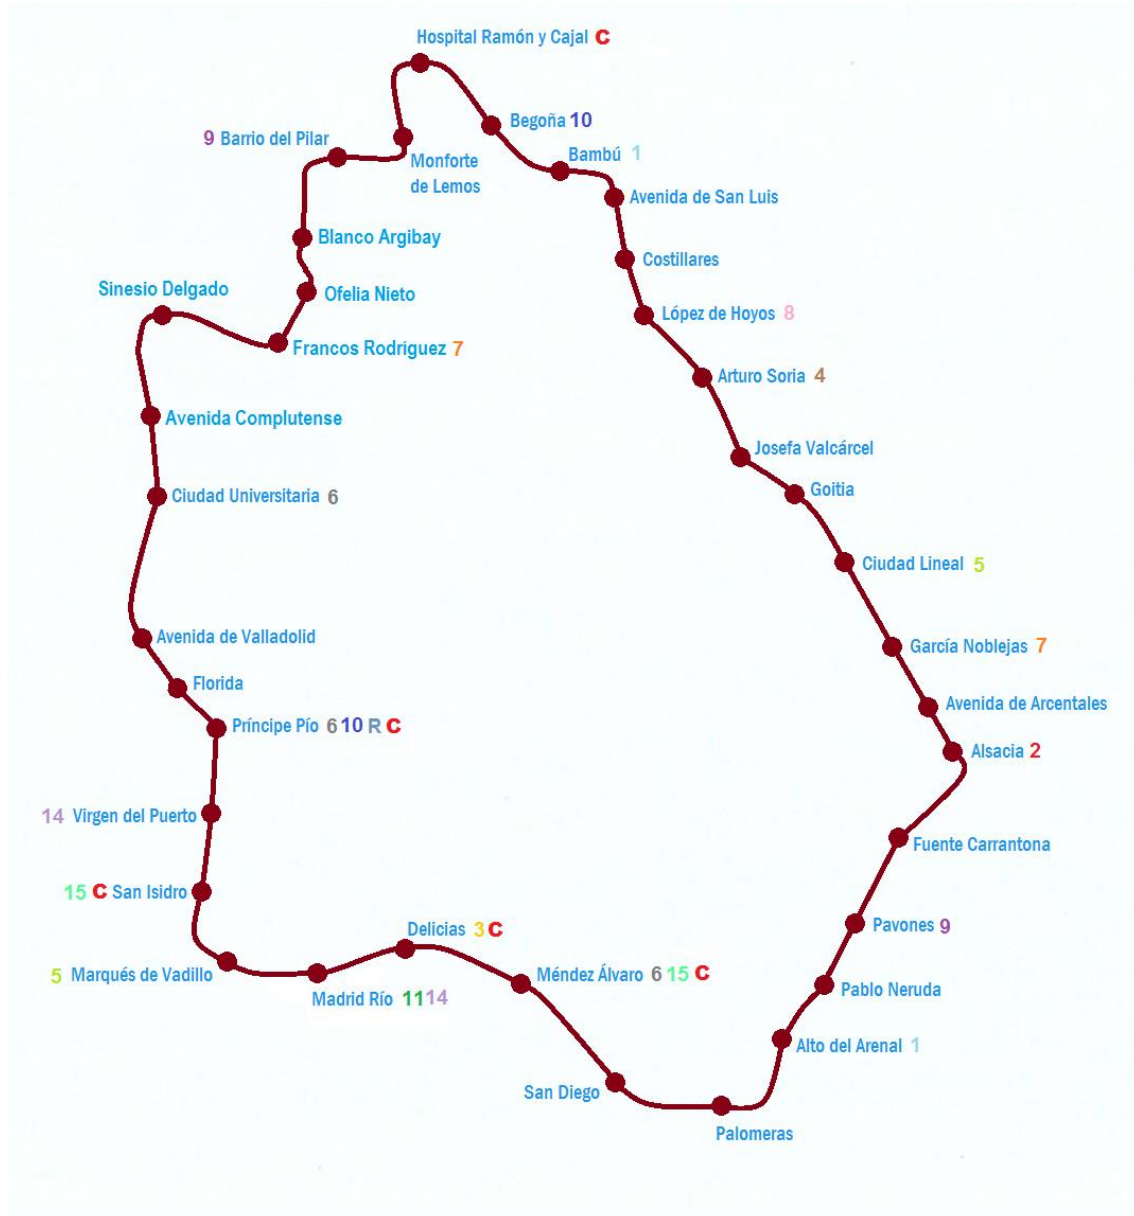 Hospital Ramón y Cajal C
Begoña 10
9 Barrio del Pilar
Bambú 1
Monforte
de Lemos
Avenida de San Luis
Blanco Argibay
Costillares
Sinesio Delgado
Ofelia Nieto
López de Hoyos 8
Francos Rodriguez 7
Arturo Soria 4
Avenida Complutense
Josefa Valcárcel
Goitia
Ciudad Universitaria 6
Ciudad Lineal 5
Avenida de Valladolid
García Noblejas 7
Florida
Avenida de Arcentales
Príncipe Pío 6 10 R C
Alsacia 2
14 Virgen del Puerto
Fuente Carrantona
15 C San Isidro
Delicias 3 C
Pavones 9
5 Marqués de Vadillo
Méndez Álvaro 6 15 C
Madrid Río 11 14
Pablo Neruda
Alto del Arenal 1
San Diego
Palomeras